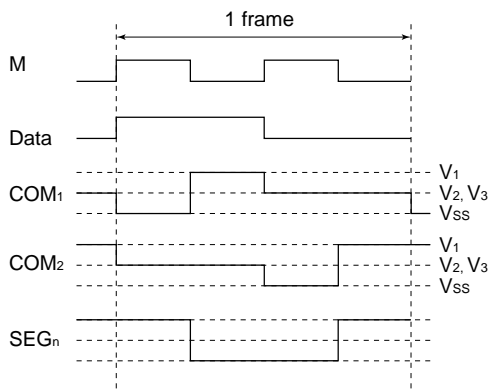 1 frame
M
Data
V₁
COM₁
V₂, V₃
VSS
V₁
COM₂
V₂, V₃
VSS
SEGn